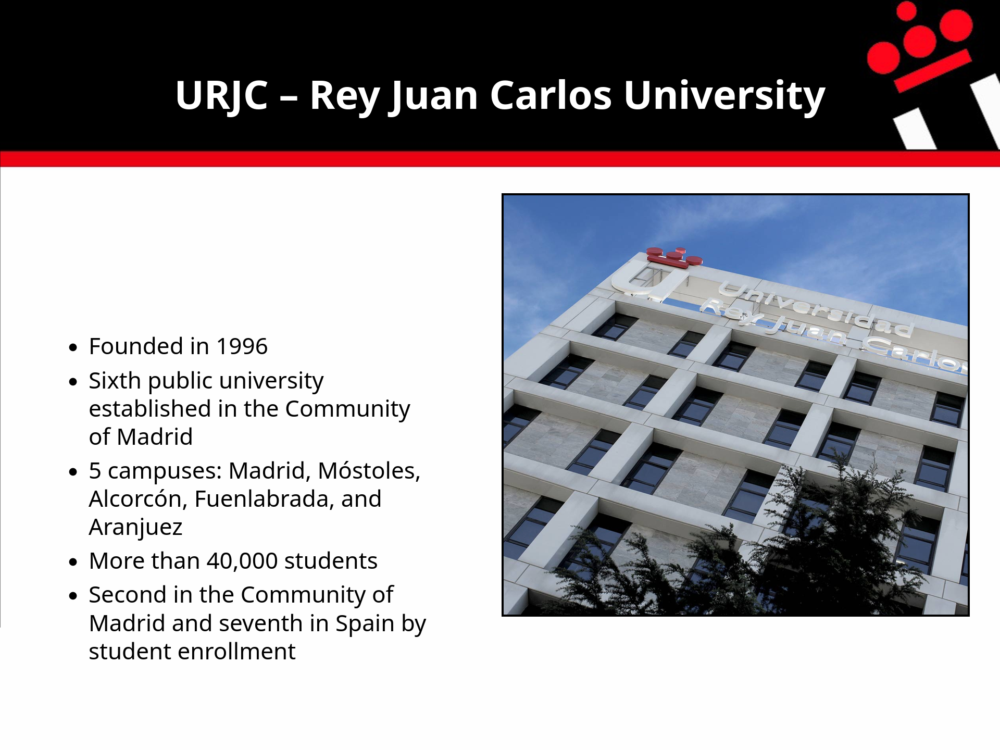 URJC – Rey Juan Carlos University
• Founded in 1996
• Sixth public university
established in the Community
of Madrid
• 5 campuses: Madrid, Móstoles,
Alcorcón, Fuenlabrada, and
Aranjuez
• More than 40,000 students
• Second in the Community of
Madrid and seventh in Spain by
student enrollment
u
Universidad
Rey Juan Carlos